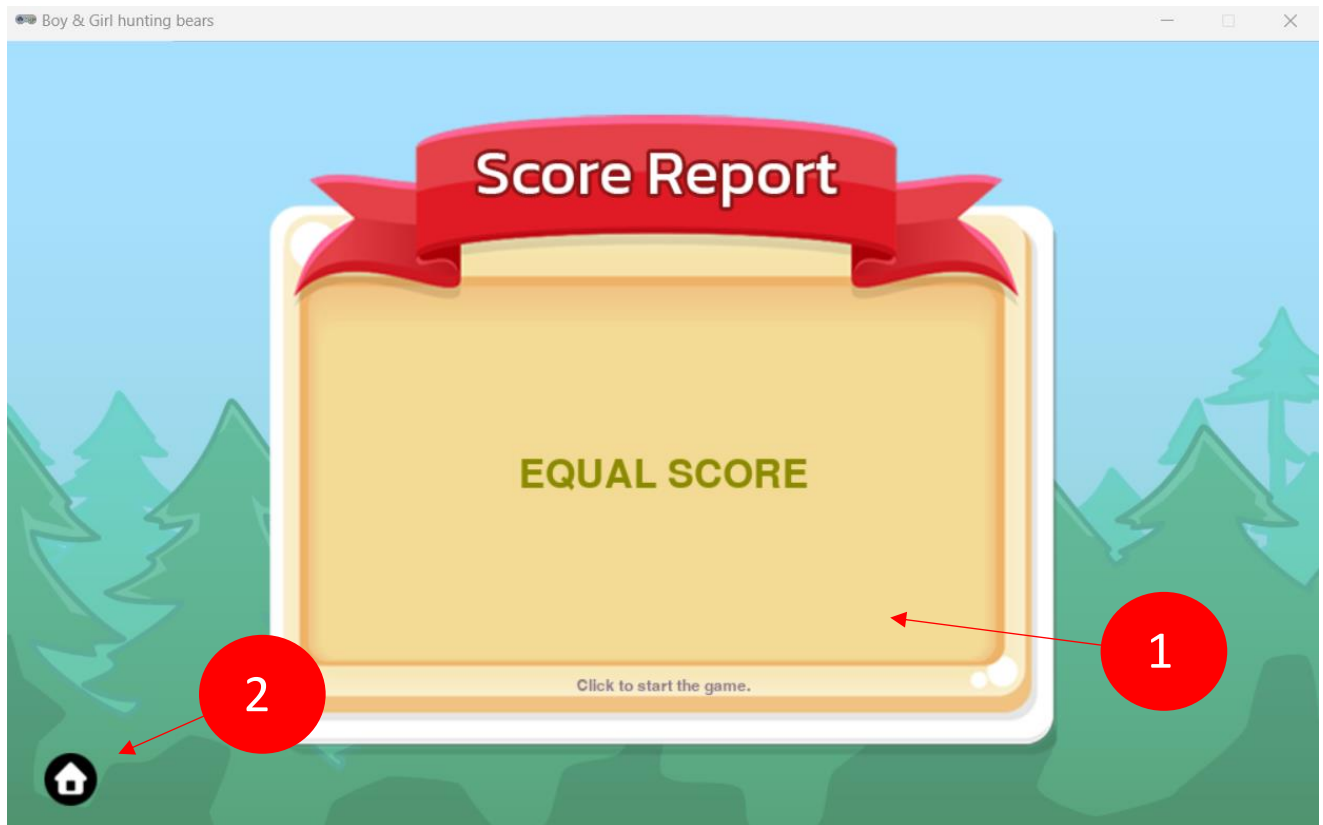 Boy & Girl hunting bears
Score Report
EQUAL SCORE
1
Click to start the game.
2